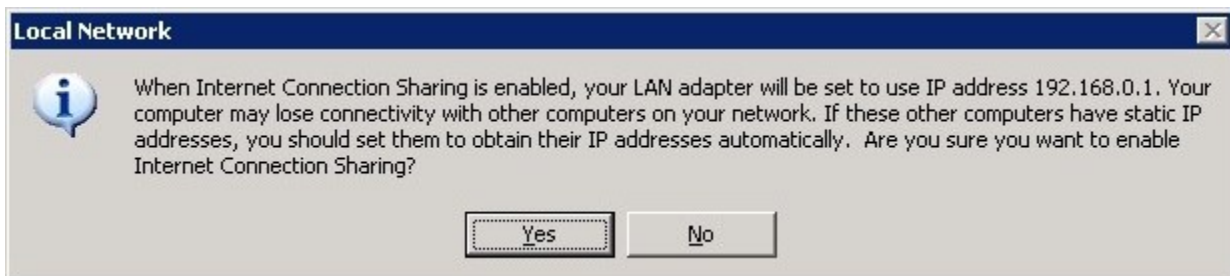 Local Network
When Internet Connection Sharing is enabled, your LAN adapter will be set to use IP address 192.168.0.1. Your
computer may lose connectivity with other computers on your network. If these other computers have static IP
addresses, you should set them to obtain their IP addresses automatically.  Are you sure you want to enable
Internet Connection Sharing?
Yes No